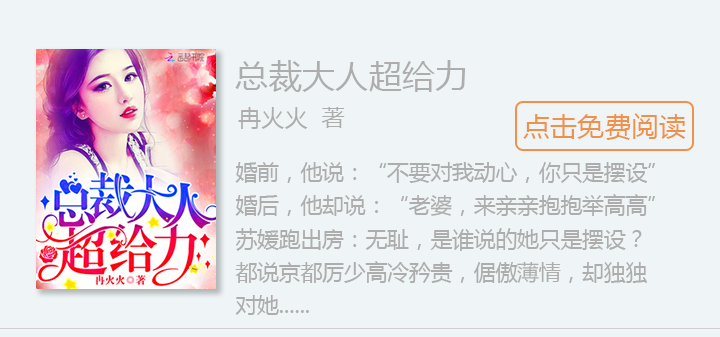 总裁大人超给力
冉火火 著
点击免费阅读
婚前，他说：“不要对我动心，你只是摆设”
婚后，他却说：“老婆，来亲亲抱抱举高高”
苏媛跑出房：无耻，是谁说的她只是摆设？
都说京都厉少高冷矜贵，倨傲薄情，却独独
对她......
总裁大人
超给力
冉火火◎著